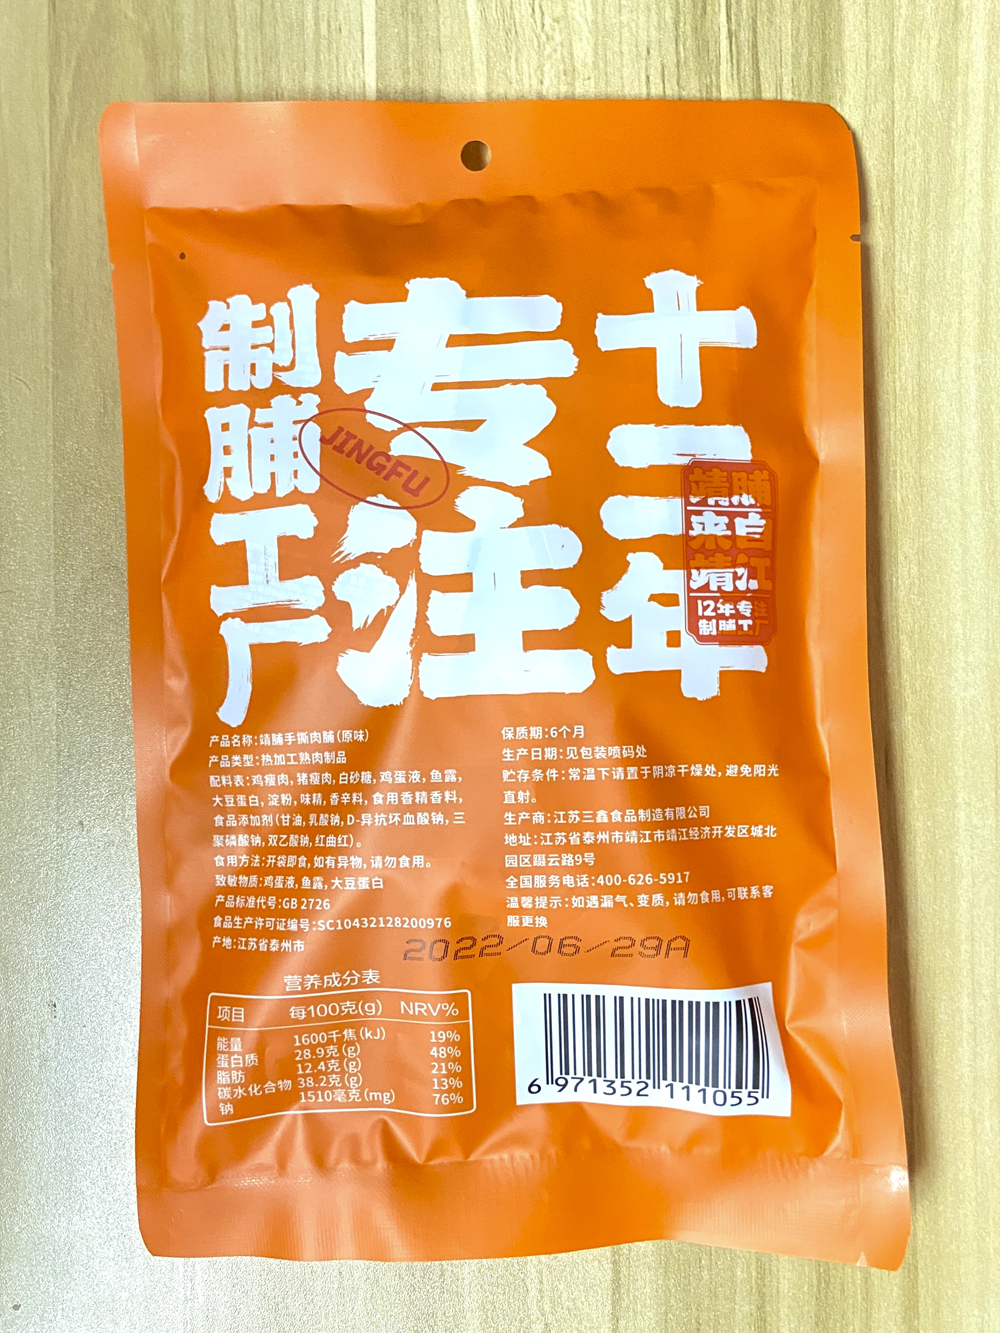 十二年
专注
制脯工厂
JINGFU
靖脯
来自
靖江
12年专注
制脯工厂
产品名称:靖脯手撕肉脯(原味)
产品类型:热加工熟肉制品
配料表:鸡瘦肉,猪瘦肉,白砂糖,鸡蛋液,鱼露,
大豆蛋白,淀粉,味精,香辛料,食用香精香料,
食品添加剂(甘油,乳酸钠,D-异抗坏血酸钠,三
聚磷酸钠,双乙酸钠,红曲红)。
食用方法:开袋即食,如有异物,请勿食用。
致敏物质:鸡蛋液,鱼露,大豆蛋白
产品标准代号:GB 2726
食品生产许可证编号:SC10432128200976
产地:江苏省泰州市
保质期:6个月
生产日期:见包装喷码处
贮存条件:常温下请置于阴凉干燥处,避免阳光
直射。
生产商:江苏三鑫食品制造有限公司
地址:江苏省泰州市靖江市靖江经济开发区城北
园区蹑云路9号
全国服务电话:400-626-5917
温馨提示:如遇漏气、变质,请勿食用,可联系客
服更换
2022/06/29A
营养成分表
项目 每100克(g) NRV%
能量 1600千焦(kJ) 19%
蛋白质 28.9克(g) 48%
脂肪 12.4克(g) 21%
碳水化合物 38.2克(g) 13%
钠 1510毫克(mg) 76%
6 971352 111055